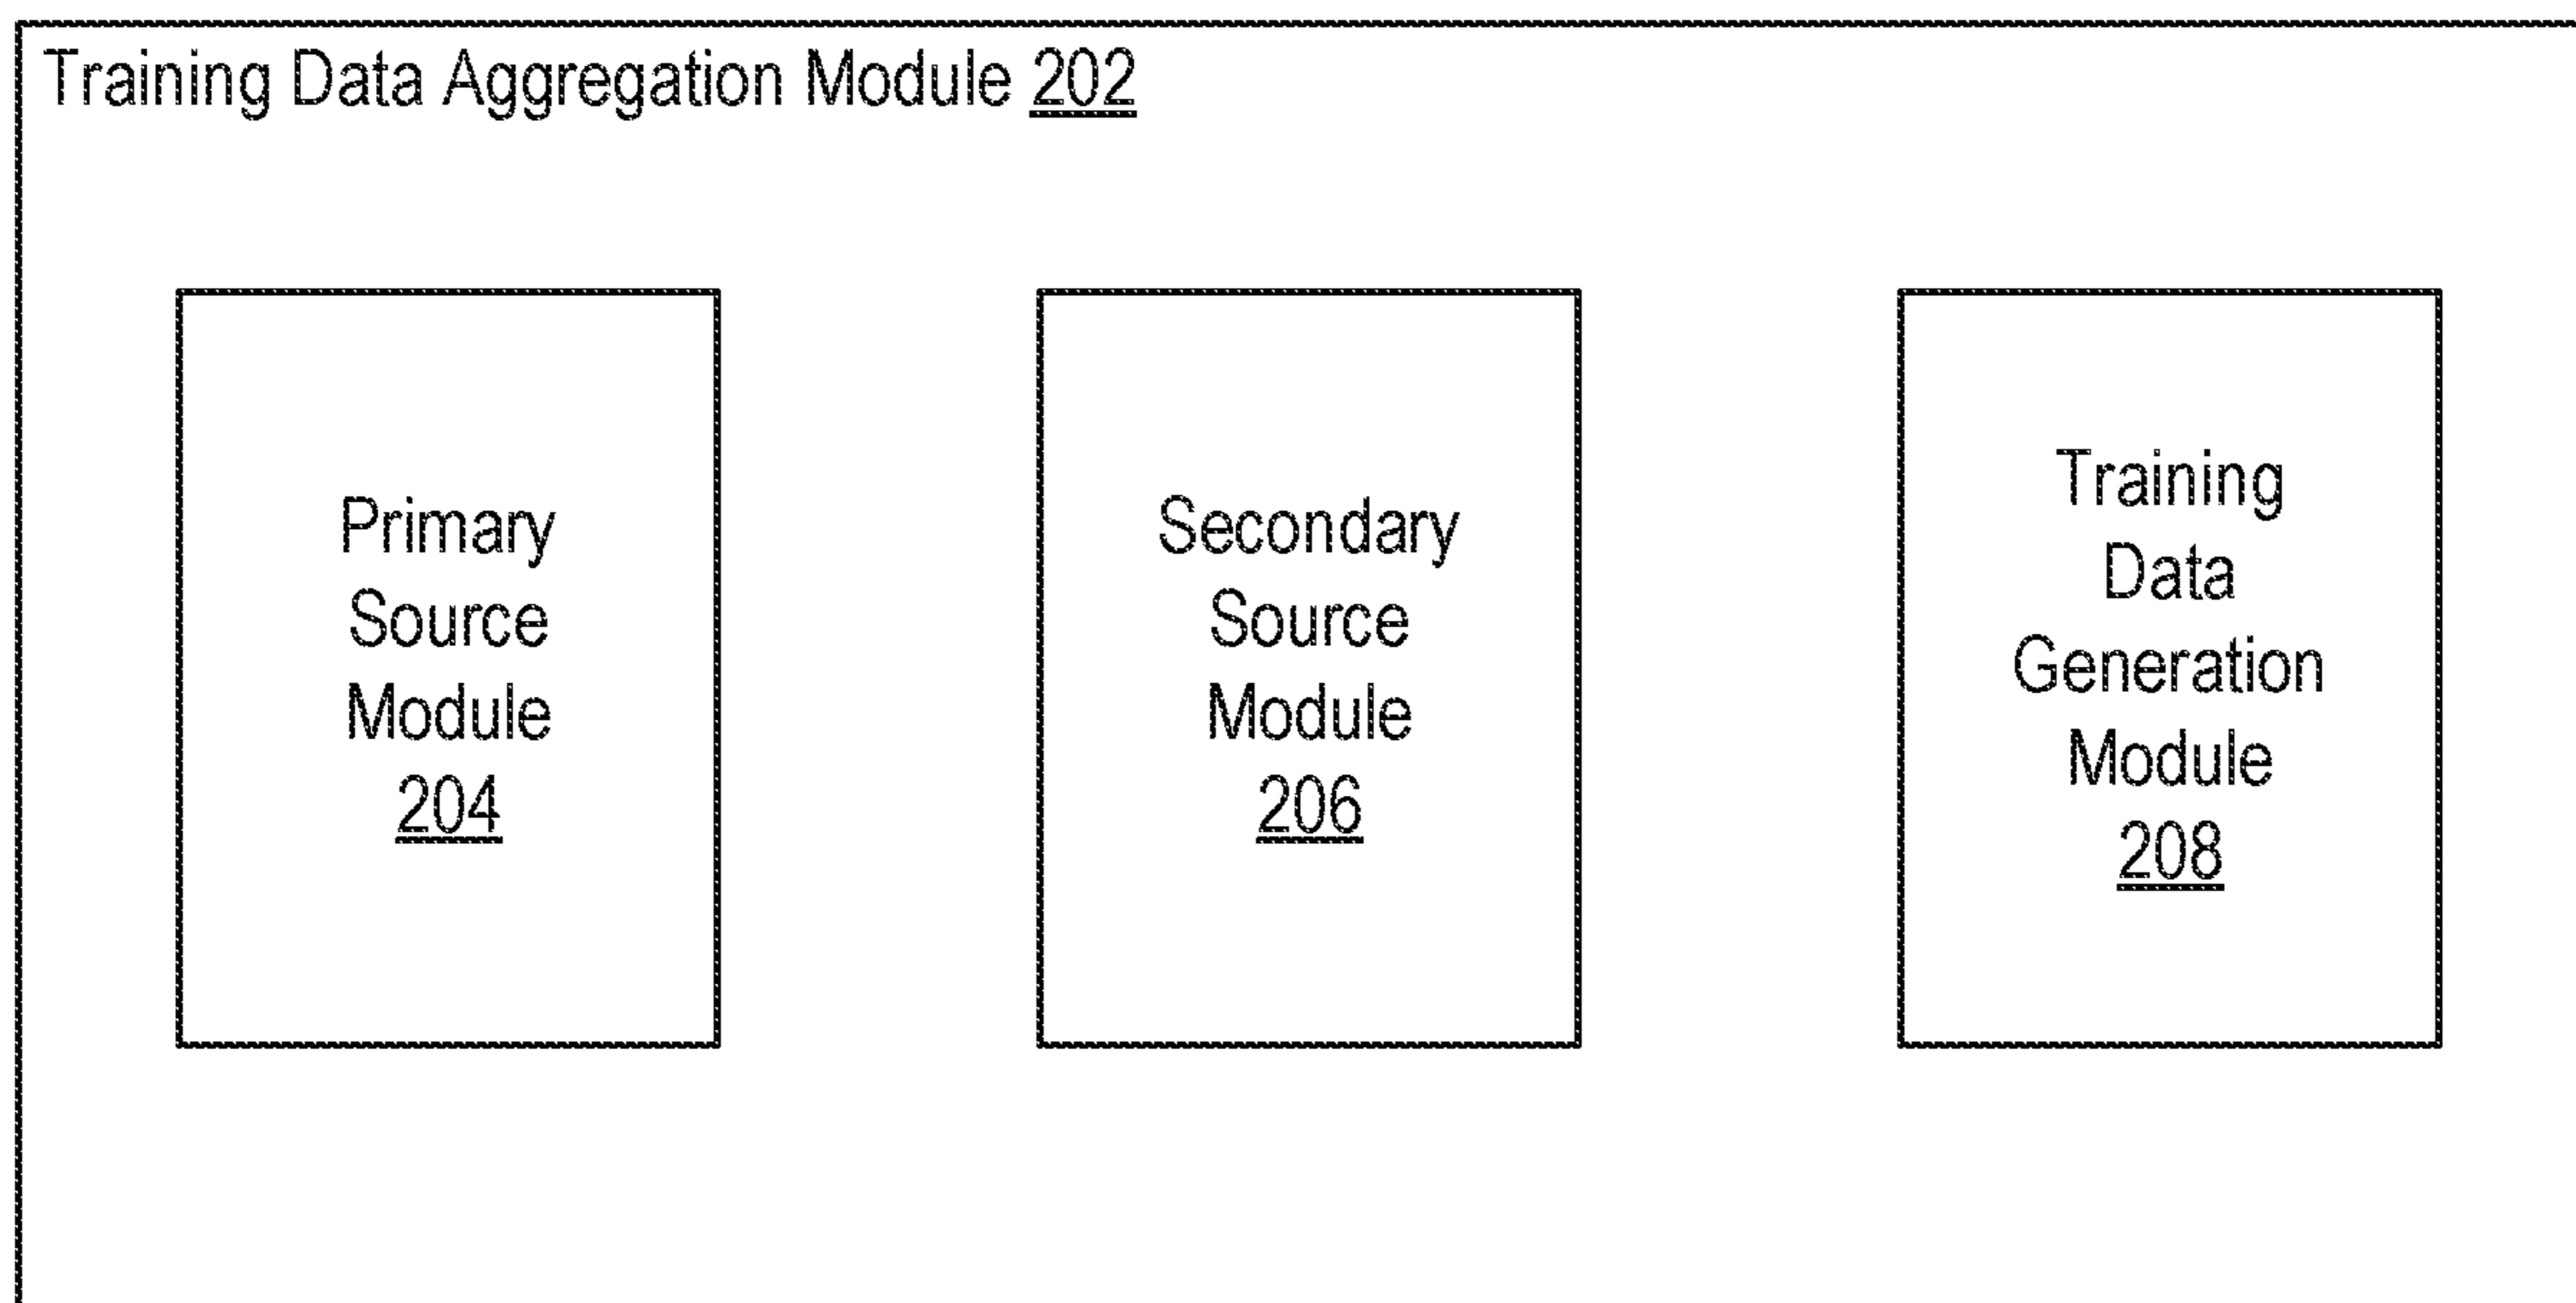 Training Data Aggregation Module 202
Primary
Source
Module
204
Secondary
Source
Module
206
Training
Data
Generation
Module
208